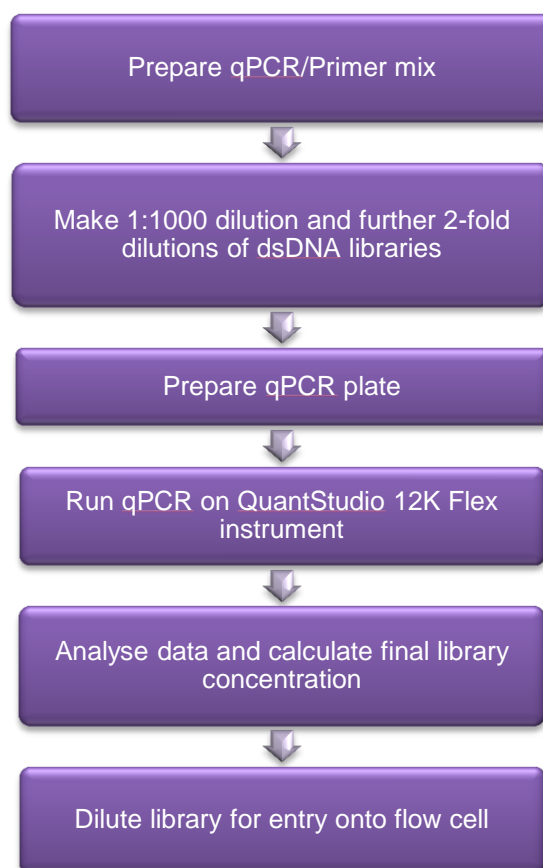 Prepare qPCR/Primer mix
Make 1:1000 dilution and further 2-fold
dilutions of dsDNA libraries
Prepare qPCR plate
Run qPCR on QuantStudio 12K Flex
instrument
Analyse data and calculate final library
concentration
Dilute library for entry onto flow cell